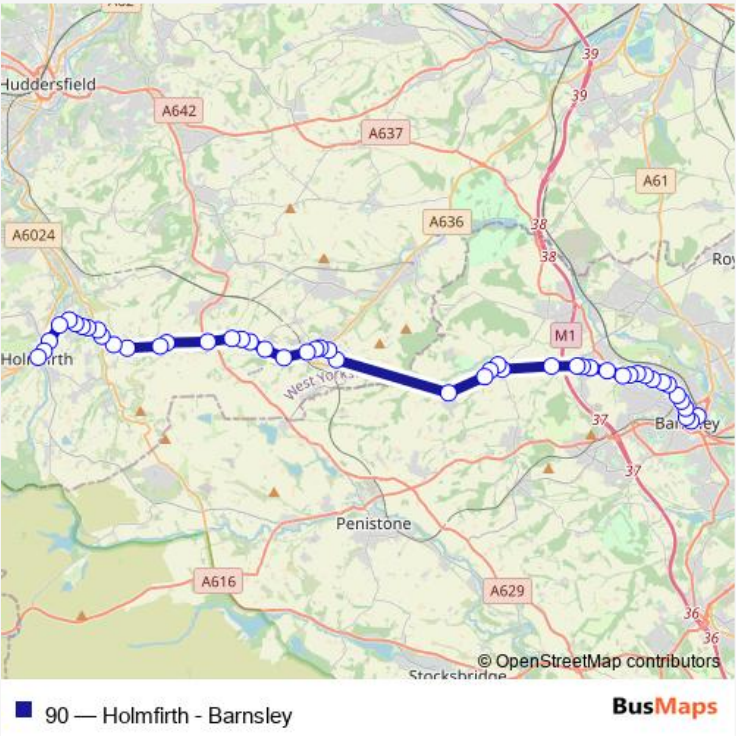 A62
39
Huddersfield
39
A642
A637
A61
A636
A6024
38
38
Roy
M1
Holmfirth
West Yorks
37
Barnsley
37
Penistone
A616
A629
36
36
© OpenStreetMap contributors
Stocksbridge
90 — Holmfirth - Barnsley
BusMaps